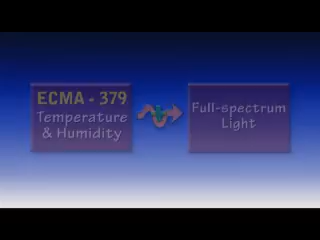 ECMA - 379
Temperature
& Humidity
Full-spectrum
Light